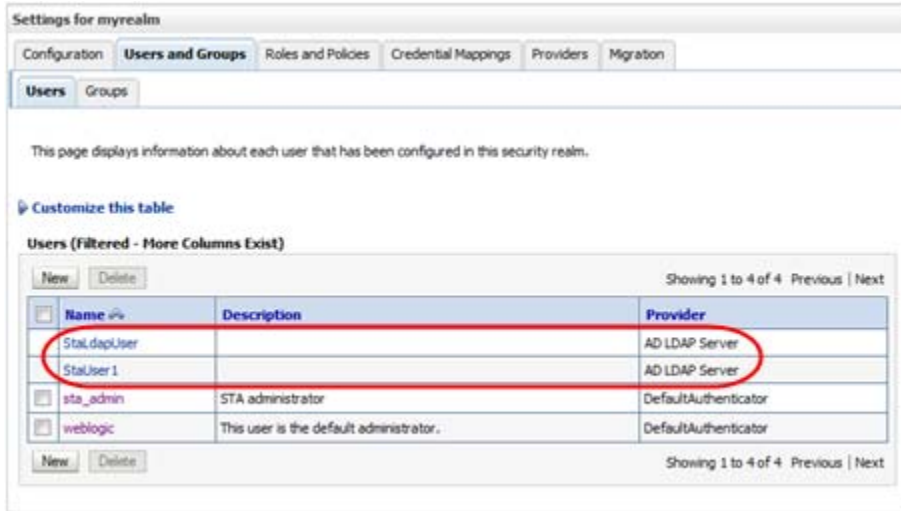 Settings for myrealm
Configuration Users and Groups Roles and Policies Credential Mappings Providers Migration
Users Groups
This page displays information about each user that has been configured in this security realm.
Customize this table
Users (Filtered - More Columns Exist)
New Delete Showing 1 to 4 of 4 Previous | Next
Name Description Provider
StaLdapUser AD LDAP Server
StaUser1 AD LDAP Server
sta_admin STA administrator DefaultAuthenticator
weblogic This user is the default administrator. DefaultAuthenticator
New Delete Showing 1 to 4 of 4 Previous | Next